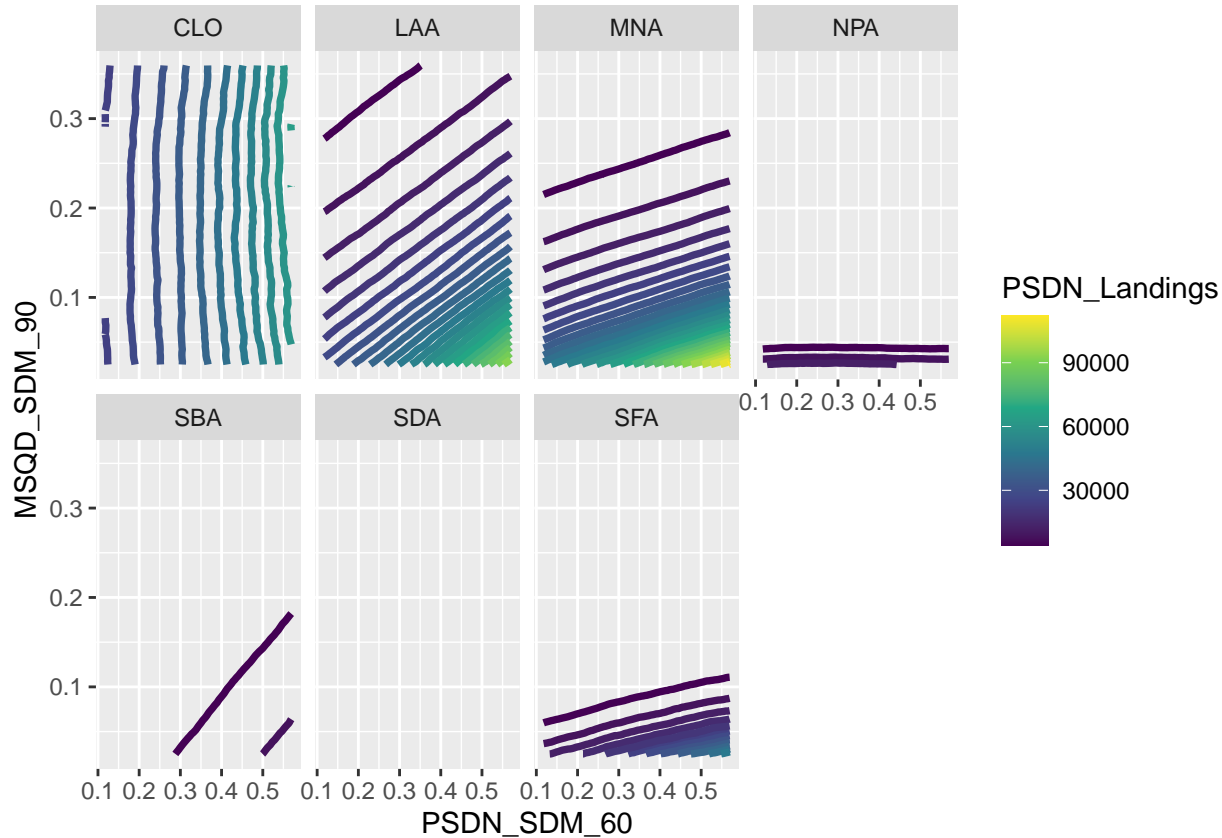 CLO LAA MNA NPA
0.3
0.2
0.1
0.1 0.2 0.3 0.4 0.5
SBA SDA SFA
0.3
0.2
0.1
0.1 0.2 0.3 0.4 0.5 0.1 0.2 0.3 0.4 0.5 0.1 0.2 0.3 0.4 0.5
PSDN_SDM_60
MSQD_SDM_90
PSDN_Landings
90000
60000
30000